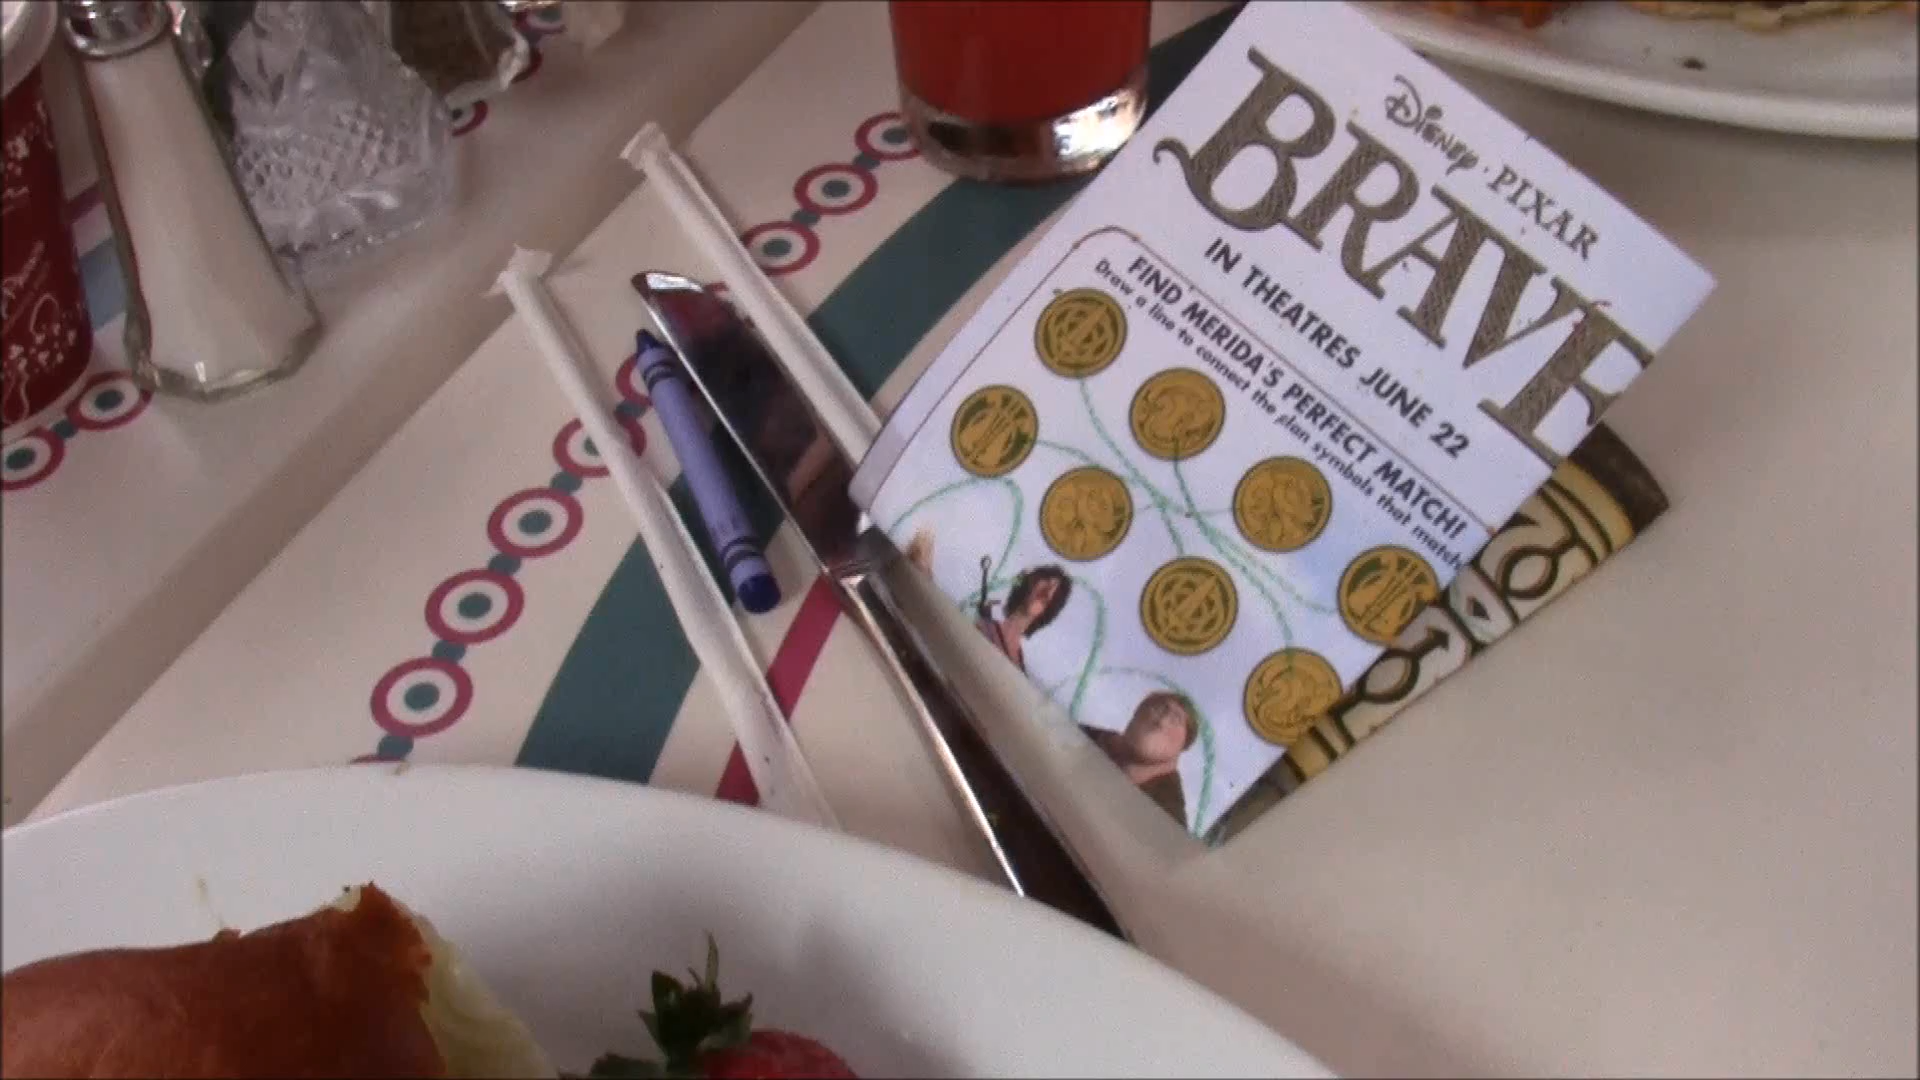 Disney · PIXAR
BRAVE
IN THEATRES JUNE 22
FIND MERIDA'S PERFECT MATCH!
Draw a line to connect the clan symbols that match